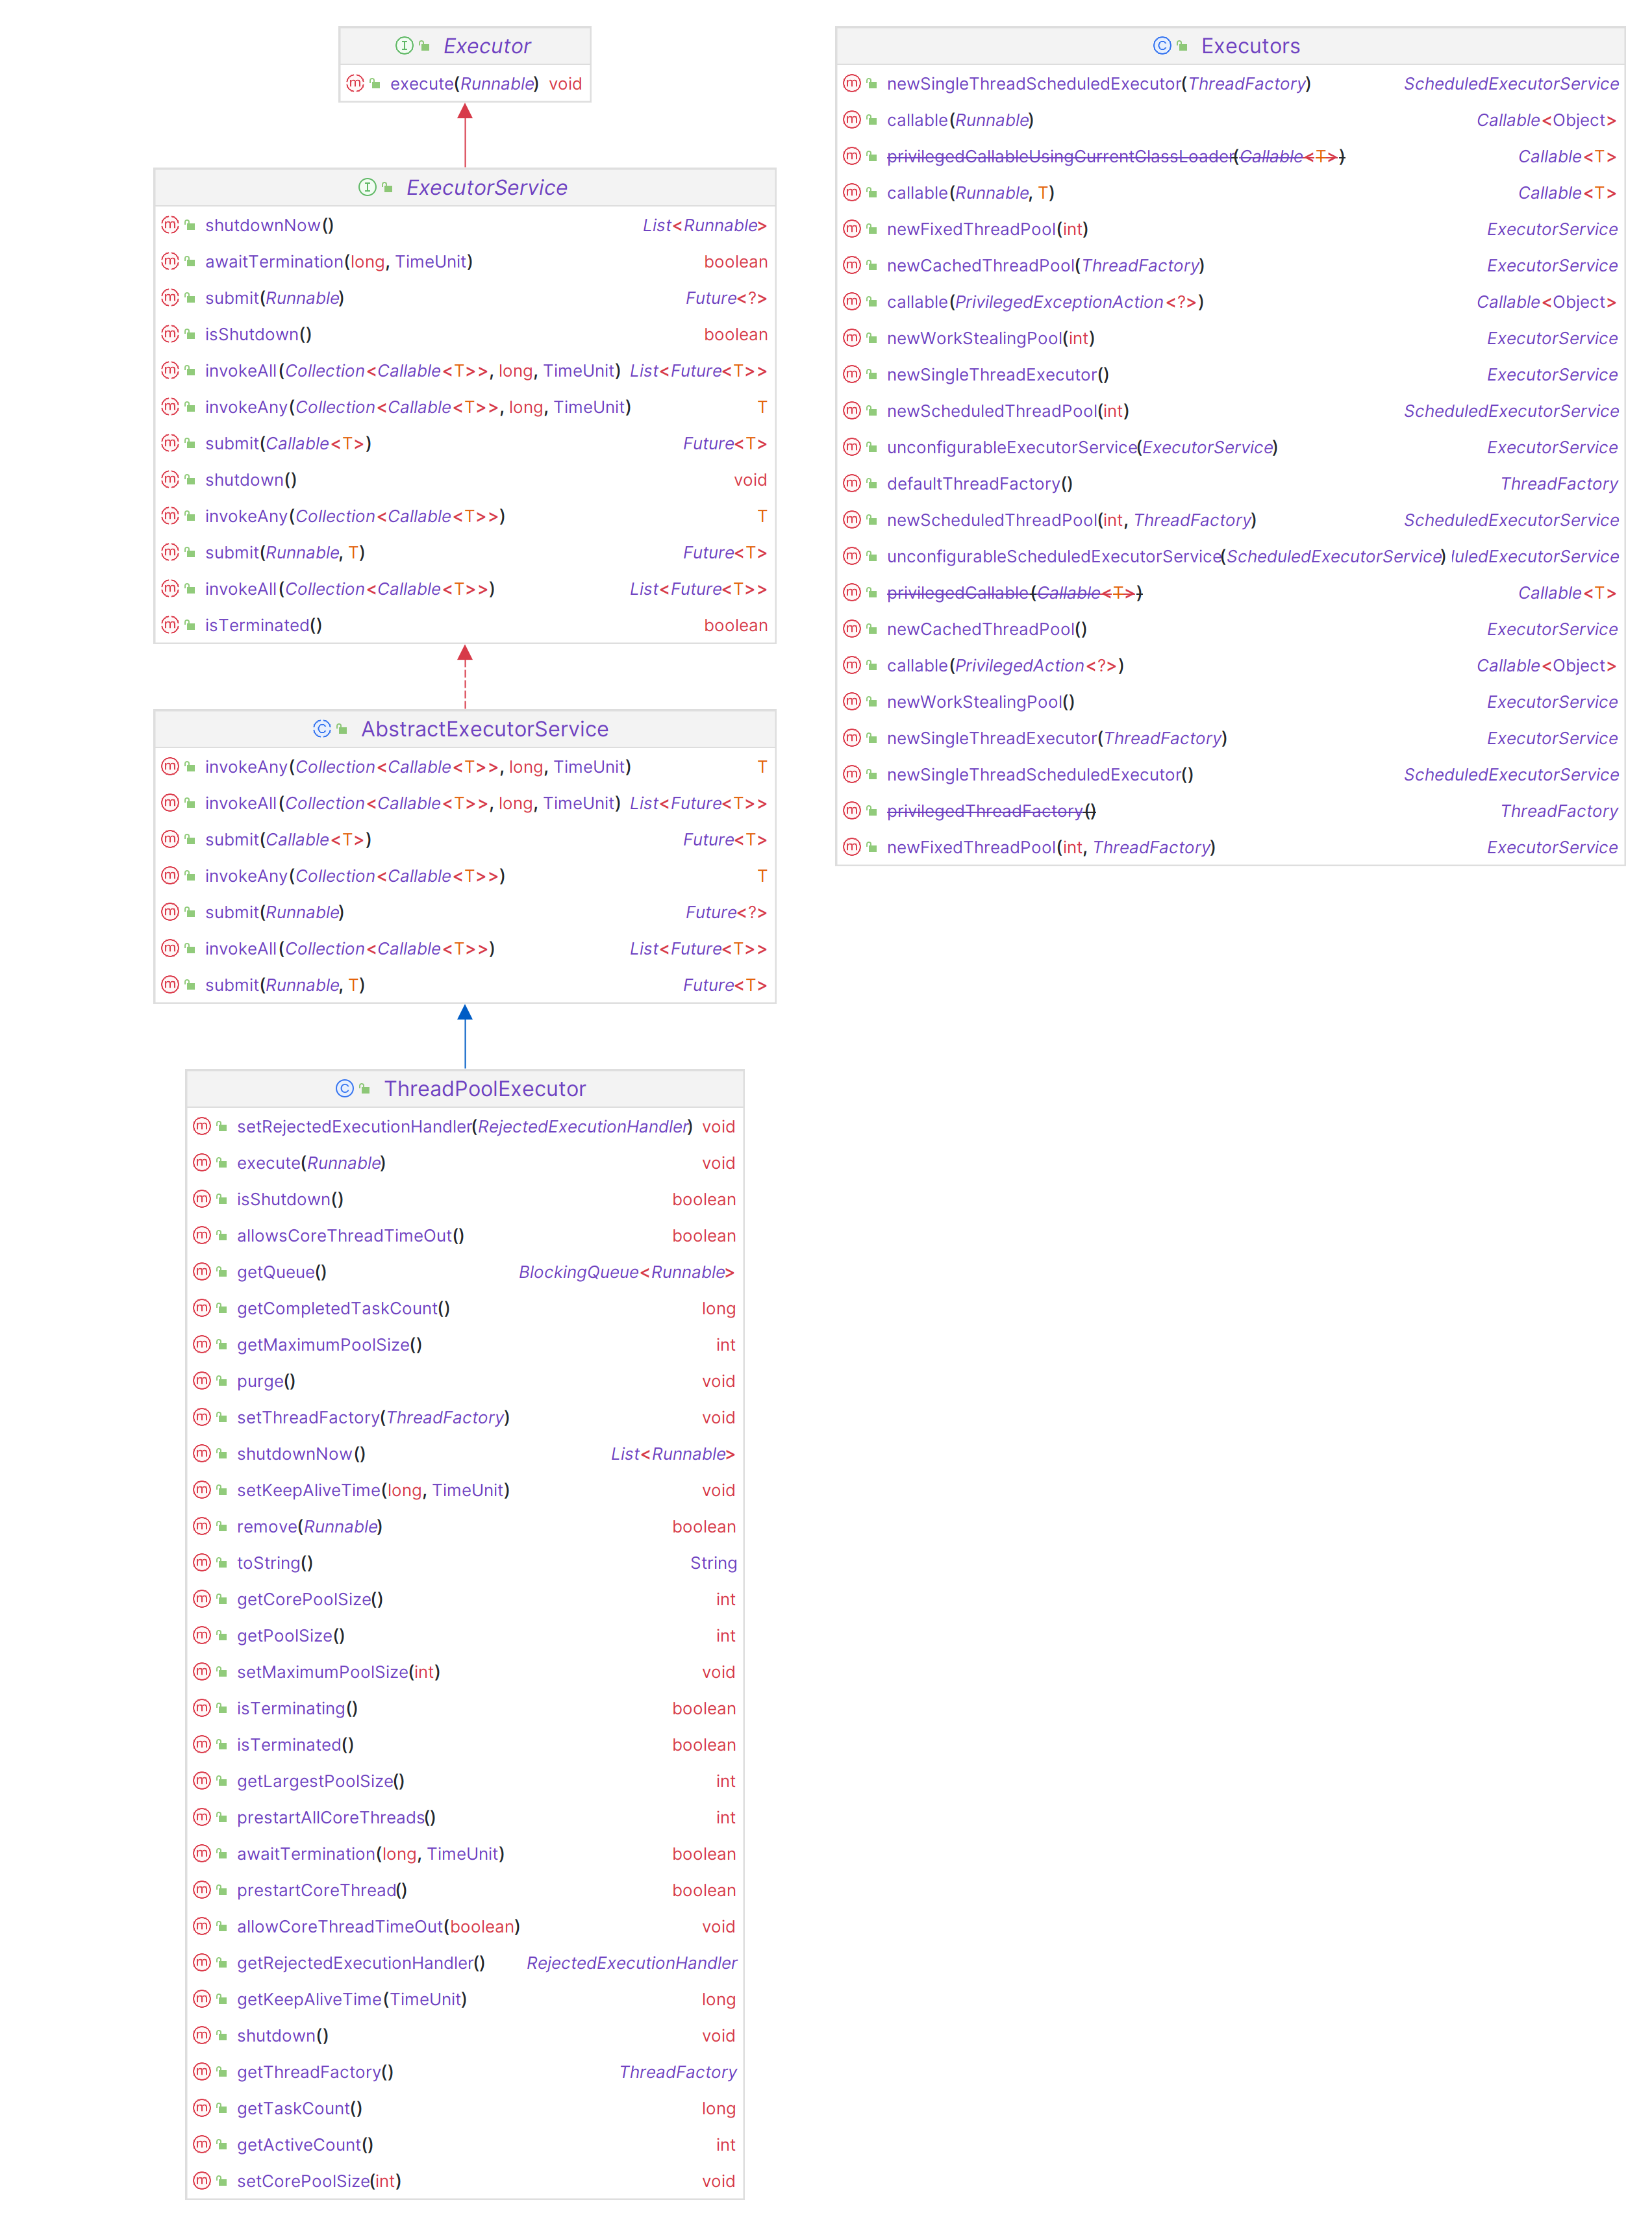 Executor
execute(Runnable) void
ExecutorService
shutdownNow() List<Runnable>
awaitTermination(long, TimeUnit) boolean
submit(Runnable) Future<?>
isShutdown() boolean
invokeAll(Collection<Callable<T>>, long, TimeUnit) List<Future<T>>
invokeAny(Collection<Callable<T>>, long, TimeUnit) T
submit(Callable<T>) Future<T>
shutdown() void
invokeAny(Collection<Callable<T>>) T
submit(Runnable, T) Future<T>
invokeAll(Collection<Callable<T>>) List<Future<T>>
isTerminated() boolean
AbstractExecutorService
invokeAny(Collection<Callable<T>>, long, TimeUnit) T
invokeAll(Collection<Callable<T>>, long, TimeUnit) List<Future<T>>
submit(Callable<T>) Future<T>
invokeAny(Collection<Callable<T>>) T
submit(Runnable) Future<?>
invokeAll(Collection<Callable<T>>) List<Future<T>>
submit(Runnable, T) Future<T>
ThreadPoolExecutor
setRejectedExecutionHandler(RejectedExecutionHandler) void
execute(Runnable) void
isShutdown() boolean
allowsCoreThreadTimeOut() boolean
getQueue() BlockingQueue<Runnable>
getCompletedTaskCount() long
getMaximumPoolSize() int
purge() void
setThreadFactory(ThreadFactory) void
shutdownNow() List<Runnable>
setKeepAliveTime(long, TimeUnit) void
remove(Runnable) boolean
toString() String
getCorePoolSize() int
getPoolSize() int
setMaximumPoolSize(int) void
isTerminating() boolean
isTerminated() boolean
getLargestPoolSize() int
prestartAllCoreThreads() int
awaitTermination(long, TimeUnit) boolean
prestartCoreThread() boolean
allowCoreThreadTimeOut(boolean) void
getRejectedExecutionHandler() RejectedExecutionHandler
getKeepAliveTime(TimeUnit) long
shutdown() void
getThreadFactory() ThreadFactory
getTaskCount() long
getActiveCount() int
setCorePoolSize(int) void
Executors
newSingleThreadScheduledExecutor(ThreadFactory) ScheduledExecutorService
callable(Runnable) Callable<Object>
privilegedCallableUsingCurrentClassLoader(Callable<T>) Callable<T>
callable(Runnable, T) Callable<T>
newFixedThreadPool(int) ExecutorService
newCachedThreadPool(ThreadFactory) ExecutorService
callable(PrivilegedExceptionAction<?>) Callable<Object>
newWorkStealingPool(int) ExecutorService
newSingleThreadExecutor() ExecutorService
newScheduledThreadPool(int) ScheduledExecutorService
unconfigurableExecutorService(ExecutorService) ExecutorService
defaultThreadFactory() ThreadFactory
newScheduledThreadPool(int, ThreadFactory) ScheduledExecutorService
unconfigurableScheduledExecutorService(ScheduledExecutorService) luledExecutorService
privilegedCallable(Callable<T>) Callable<T>
newCachedThreadPool() ExecutorService
callable(PrivilegedAction<?>) Callable<Object>
newWorkStealingPool() ExecutorService
newSingleThreadExecutor(ThreadFactory) ExecutorService
newSingleThreadScheduledExecutor() ScheduledExecutorService
privilegedThreadFactory() ThreadFactory
newFixedThreadPool(int, ThreadFactory) ExecutorService